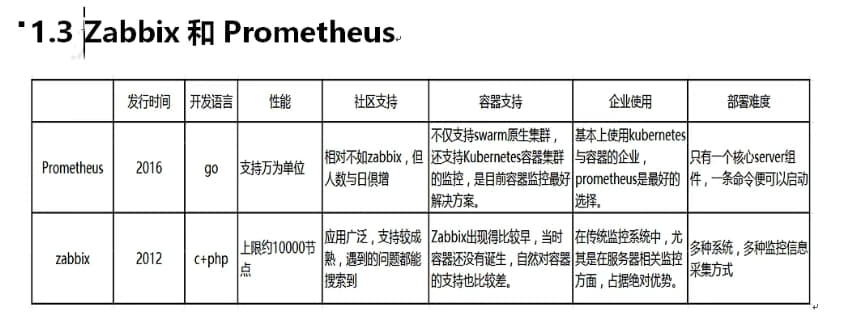 1.3 Zabbix 和 Prometheus
发行时间 开发语言 性能 社区支持 容器支持 企业使用 部署难度
Prometheus
2016
go
支持万为单位
相对不如zabbix，但
人数与日俱增
不仅支持swarm原生集群，
还支持Kubernetes容器集群
的监控，是目前容器监控最好
解决方案。
基本上使用kubernetes
与容器的企业，
prometheus是最好的
选择。
只有一个核心server组
件，一条命令便可以启动
zabbix
2012
c+php
上限约10000节
点
应用广泛，支持较成
熟，遇到的问题都能
搜索到
Zabbix出现得比较早，当时
容器还没有诞生，自然对容器
的支持也比较差。
在传统监控系统中，尤
其是在服务器相关监控
方面，占据绝对优势。
多种系统，多种监控信息
采集方式